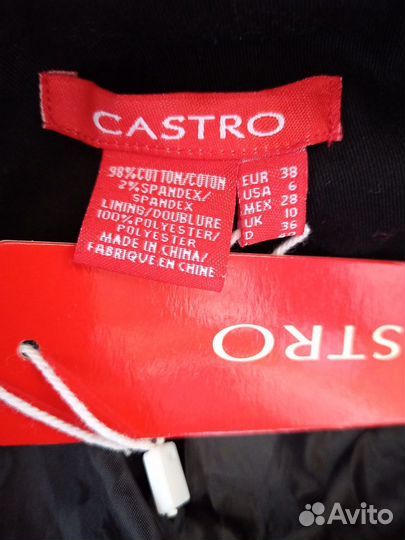 CASTRO
98%COTTON/COTON
2%SPANDEX/
SPANDEX/
LINING/DOUBLURE
100%POLYESTER/
POLYESTER
MADE IN CHINA/
FABRIQUE EN CHINE
EUR 38
USA 6
MEX 28
UK 10
D 36
STRO
Avito